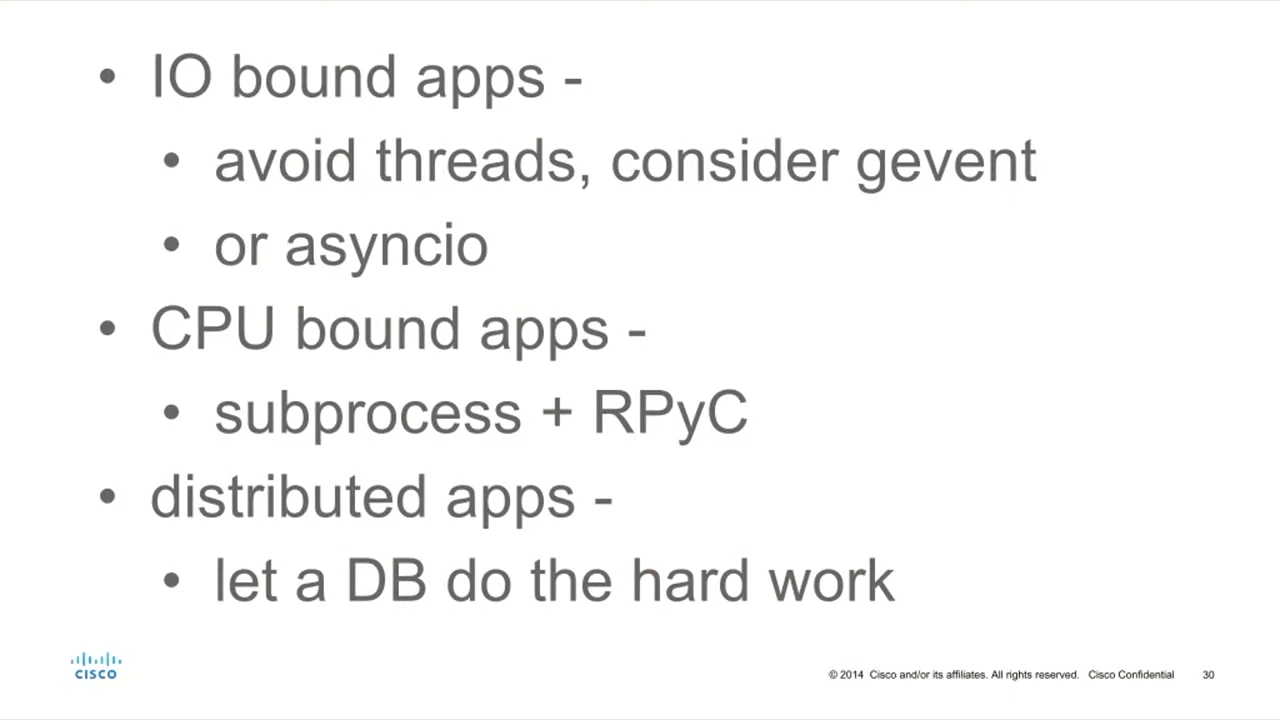 • IO bound apps -
• avoid threads, consider gevent
• or asyncio
• CPU bound apps -
• subprocess + RPyC
• distributed apps -
• let a DB do the hard work
CISCO
© 2014 Cisco and/or its affiliates. All rights reserved. Cisco Confidential 30